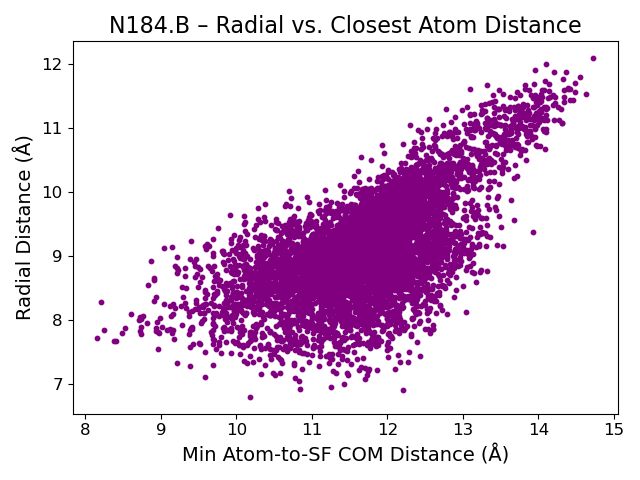 N184.B – Radial vs. Closest Atom Distance
12
11
10
9
8
7
Radial Distance (Å)
8 9 10 11 12 13 14 15
Min Atom-to-SF COM Distance (Å)